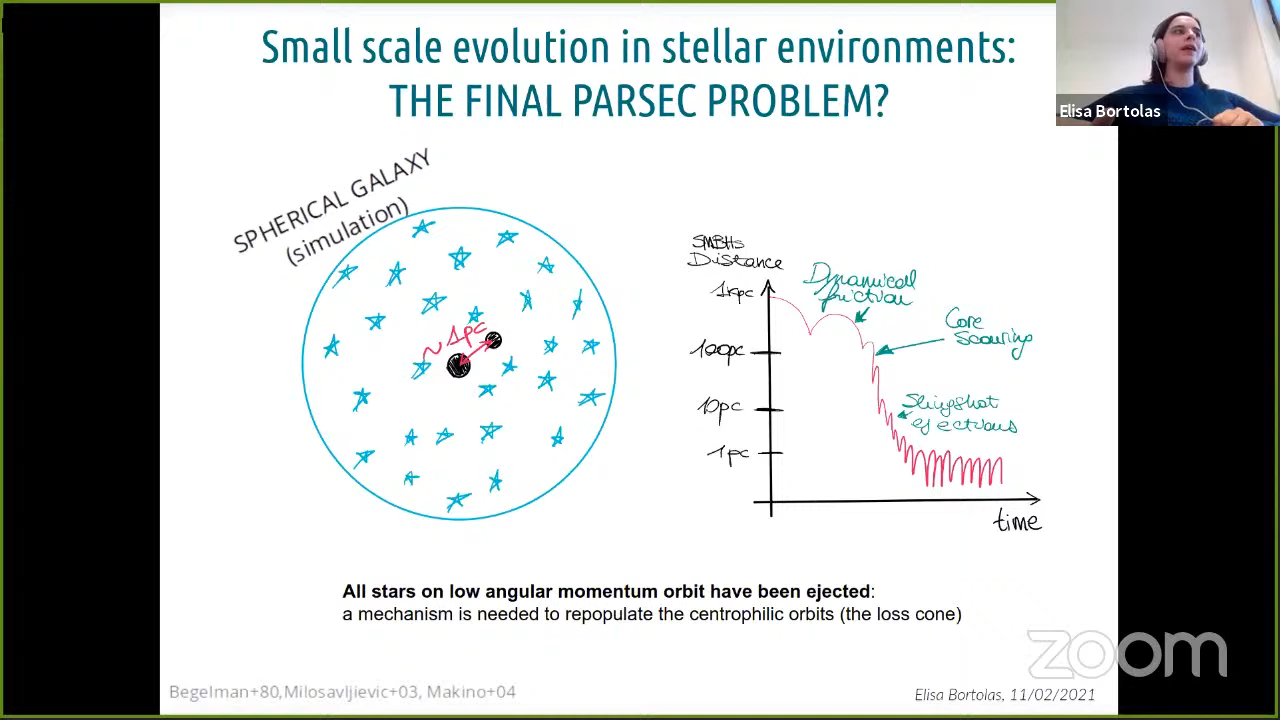 Small scale evolution in stellar environments:
THE FINAL PARSEC PROBLEM?
Elisa Bortolas
SPHERICAL GALAXY
(simulation)
~1pc
SMBHs
Distance
1kpc
100pc
10pc
1pc
Dynamical
friction
Core
scouring
Slingshot
ejections
time
All stars on low angular momentum orbit have been ejected:
a mechanism is needed to repopulate the centrophilic orbits (the loss cone)
zoom
Begelman+80,Milosavljievic+03, Makino+04
Elisa Bortolas, 11/02/2021